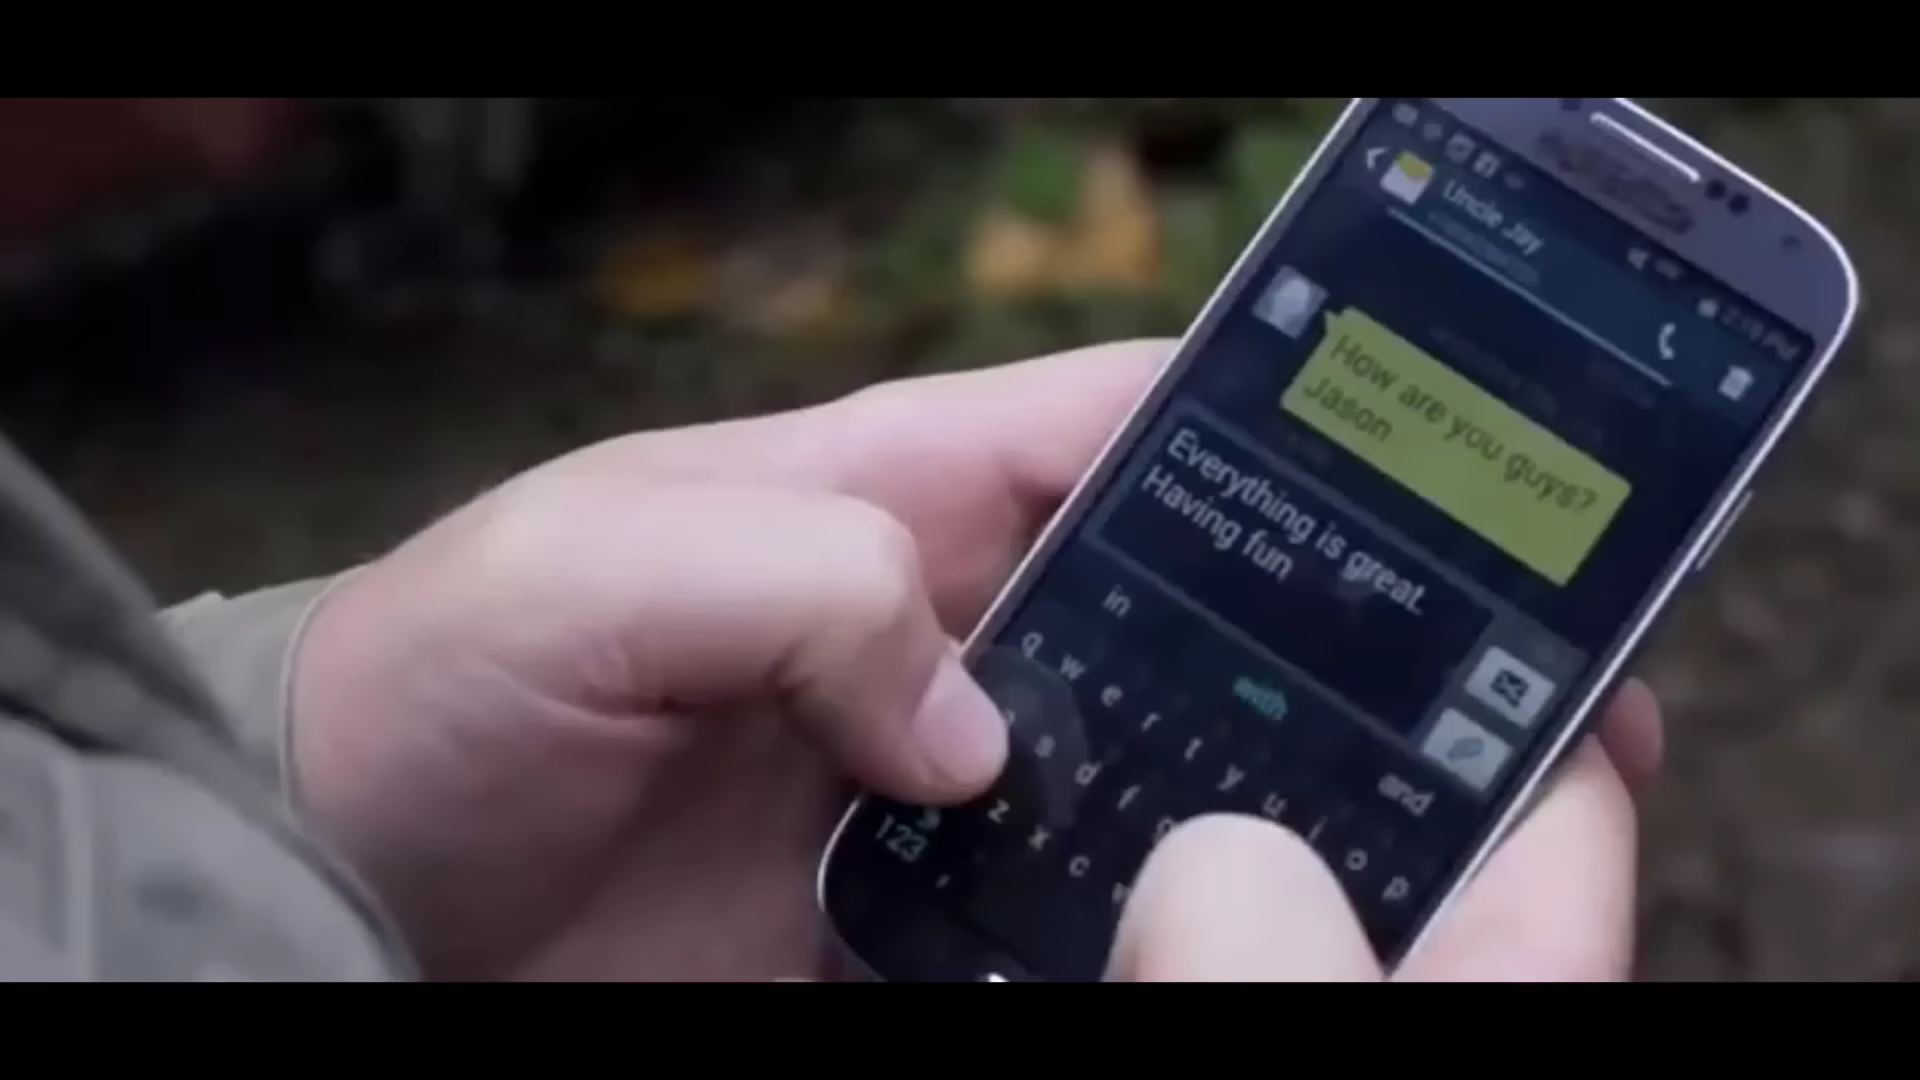 Uncle Jay
How are you guys?
Jason
Everything is great.
Having fun
in
with
and
q w e r t y u i o p
s d f
z x c
123
,